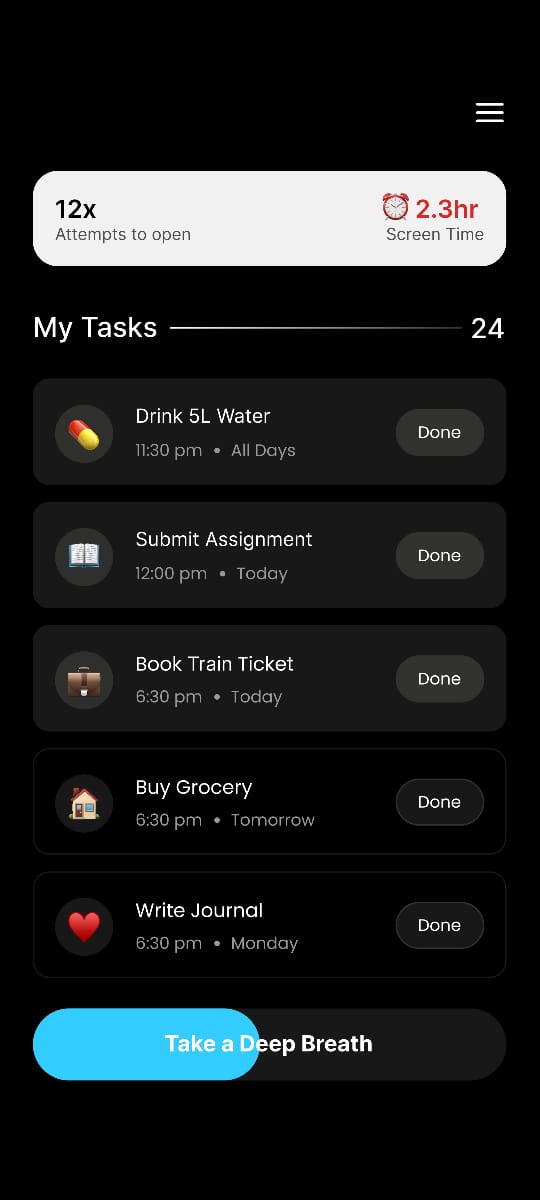 12x
⏰ 2.3hr
Attempts to open
Screen Time
My Tasks
24
Drink 5L Water
11:30 pm • All Days
Done
Submit Assignment
12:00 pm • Today
Done
Book Train Ticket
6:30 pm • Today
Done
Buy Grocery
6:30 pm • Tomorrow
Done
Write Journal
6:30 pm • Monday
Done
Take a Deep Breath